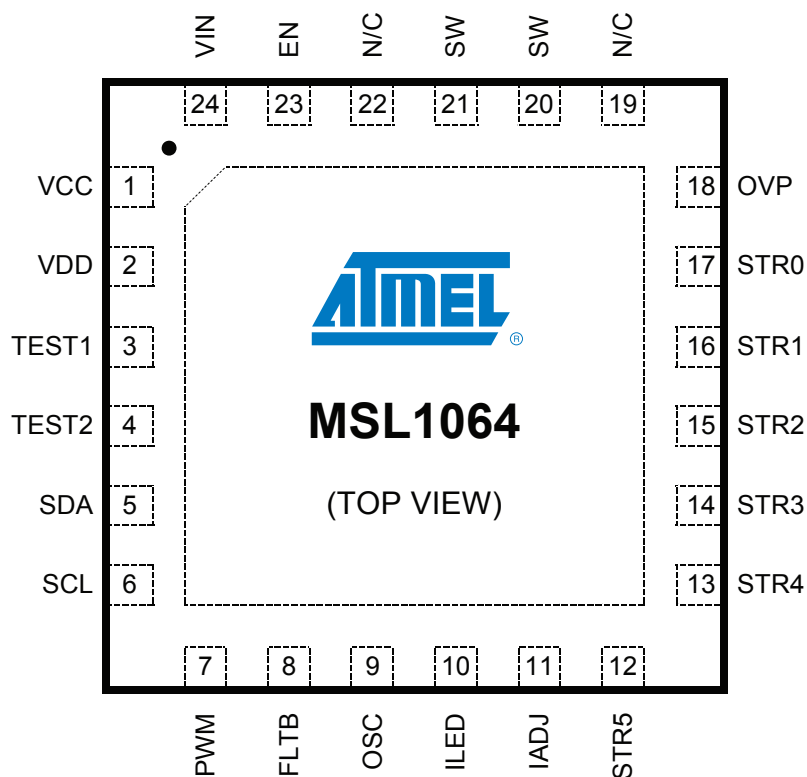 VIN EN N/C SW SW N/C
24 23 22 21 20 19
VCC 1 18 OVP
VDD 2 17 STR0
TEST1 3 16 STR1
TEST2 4 15 STR2
SDA 5 14 STR3
SCL 6 13 STR4
ATMEL ®
MSL1064
(TOP VIEW)
7 8 9 10 11 12
PWM FLTB OSC ILED IADJ STR5